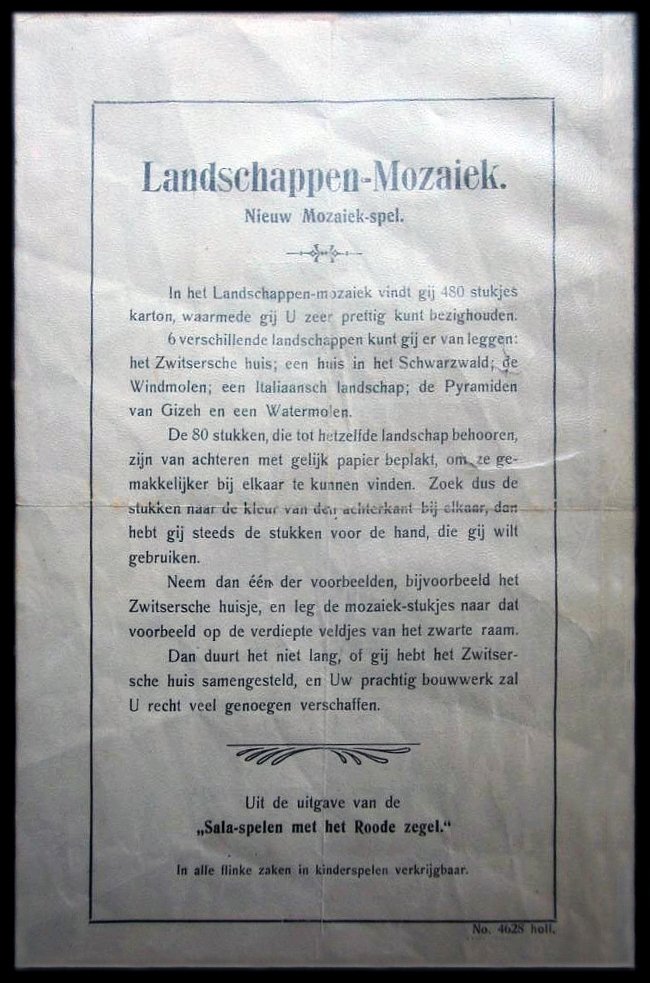 Landschappen-Mozaiek.
Nieuw Mozaiek-spel.
In het Landschappen-mozaiek vindt gij 480 stukjes
karton, waarmede gij U zeer prettig kunt bezighouden.
6 verschillende landschappen kunt gij er van leggen:
het Zwitsersche huis; een huis in het Schwarzwald; de
Windmolen; een Italiaansch landschap; de Pyramiden
van Gizeh en een Watermolen.
De 80 stukken, die tot hetzelfde landschap behooren,
zijn van achteren met gelijk papier beplakt, om ze ge-
makkelijker bij elkaar te kunnen vinden. Zoek dus de
stukken naar de kleur van den achterkant bij elkaar, dan
hebt gij steeds de stukken voor de hand, die gij wilt
gebruiken.
Neem dan één der voorbeelden, bijvoorbeeld het
Zwitsersche huisje, en leg de mozaiek-stukjes naar dat
voorbeeld op de verdiepte veldjes van het zwarte raam.
Dan duurt het niet lang, of gij hebt het Zwitser-
sche huis samengesteld, en Uw prachtig bouwwerk zal
U recht veel genoegen verschaffen.
Uit de uitgave van de
„Sala-spelen met het Roode zegel.“
In alle flinke zaken in kinderspelen verkrijgbaar.
No. 4628 holl.